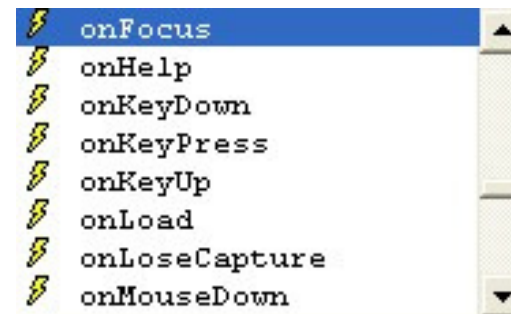 onFocus
onHelp
onKeyDown
onKeyPress
onKeyUp
onLoad
onLoseCapture
onMouseDown